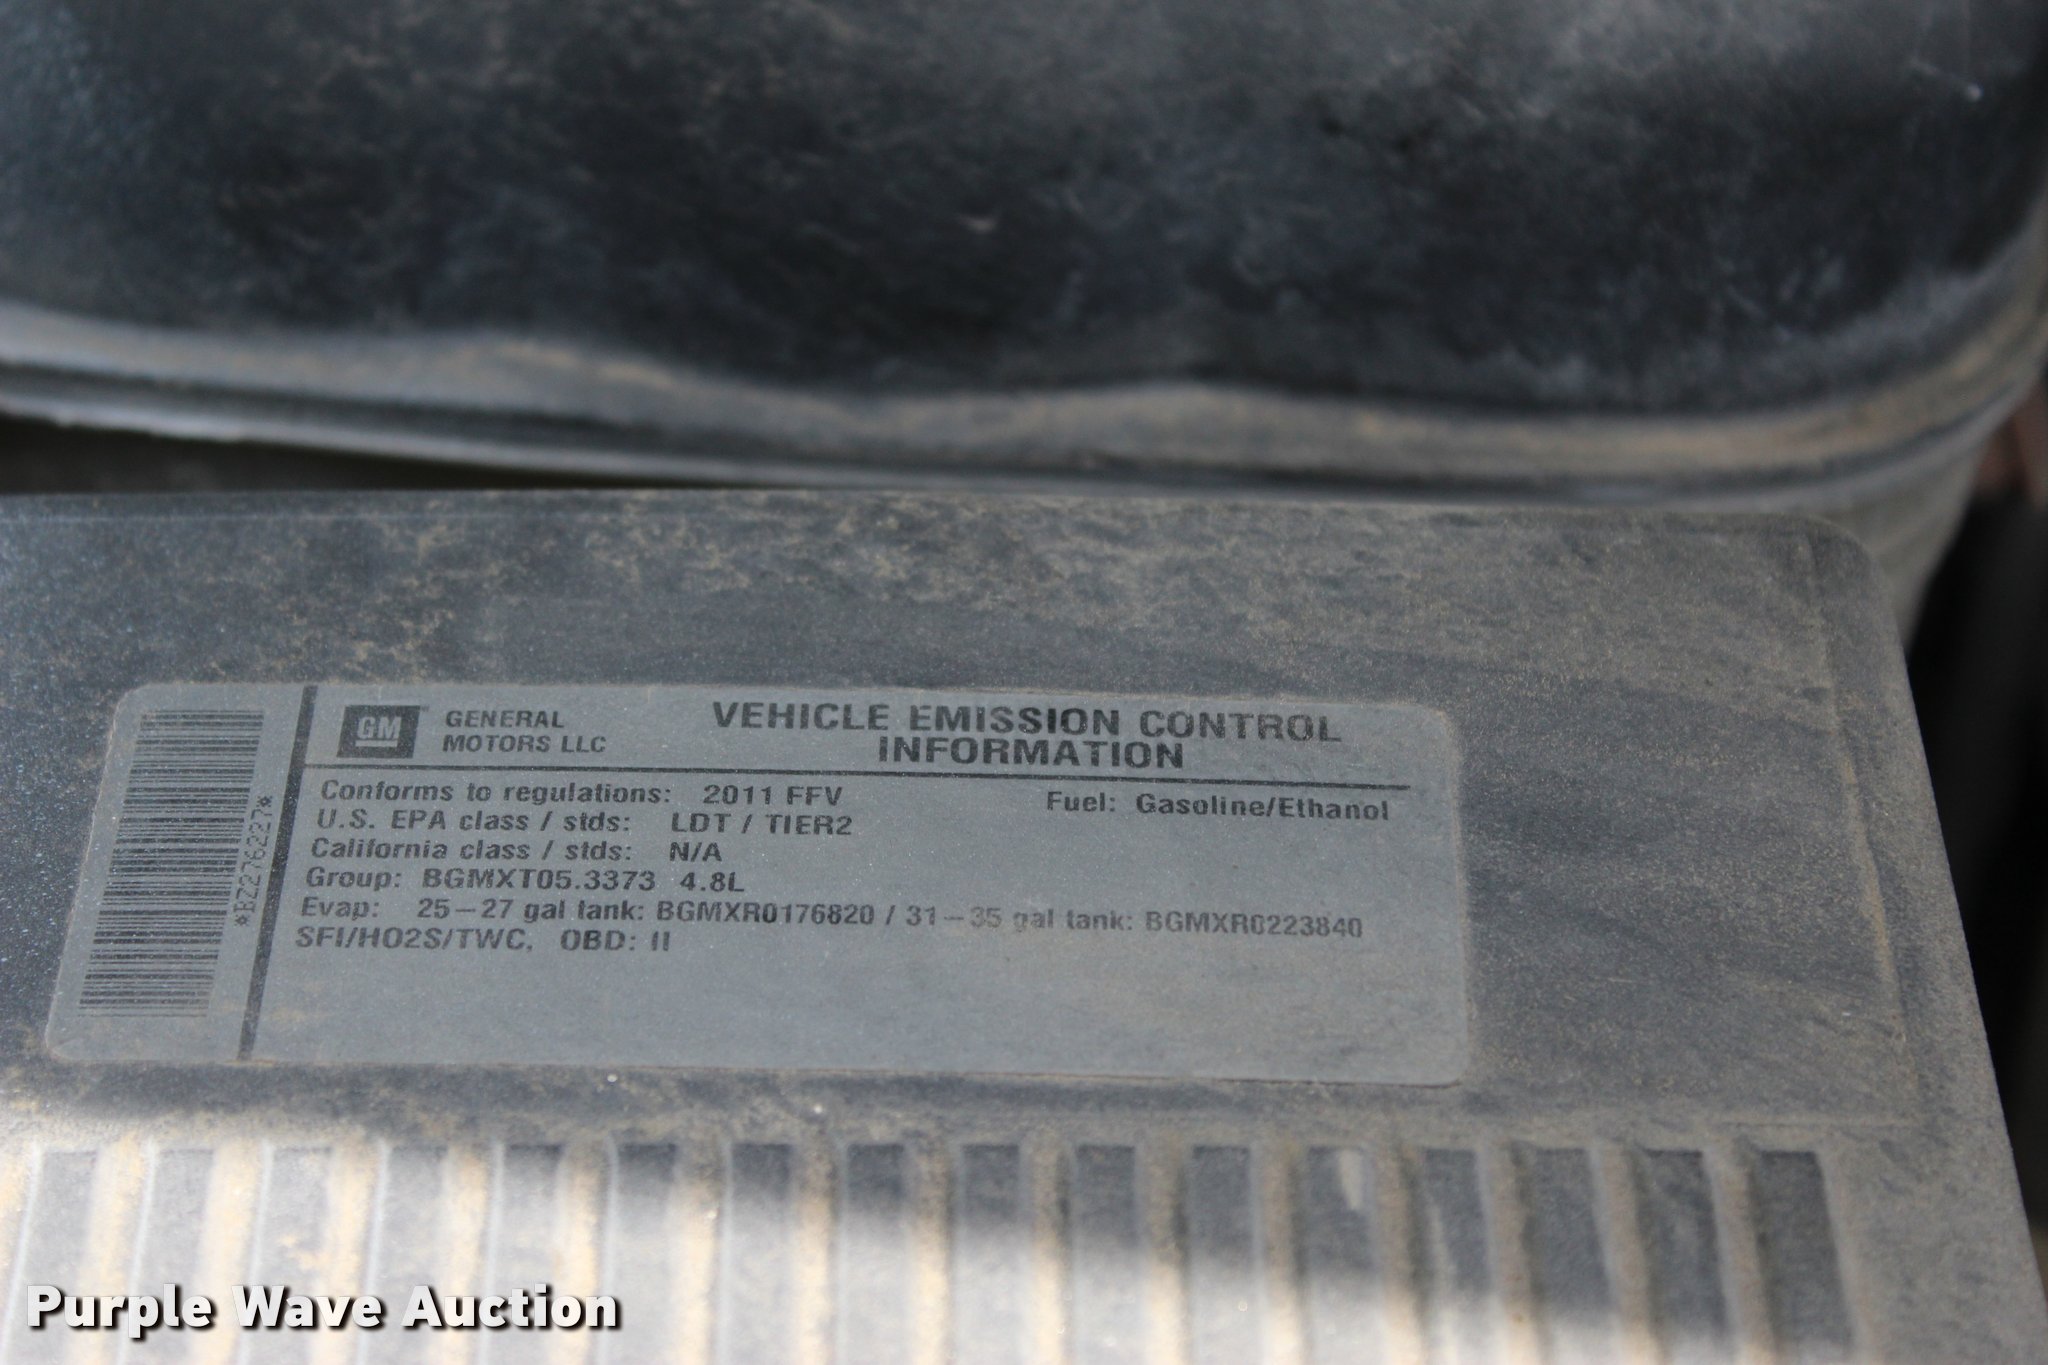 GM GENERAL MOTORS LLC
VEHICLE EMISSION CONTROL
INFORMATION
Conforms to regulations: 2011 FFV Fuel: Gasoline/Ethanol
U.S. EPA class / stds: LDT / TIER2
California class / stds: N/A
Group: BGMXT05.3373 4.8L
Evap: 25-27 gal tank: BGMXR0176820 / 31-35 gal tank: BGMXR0223840
SFI/HO2S/TWC, OBD: II
*BZ276227*
Purple Wave Auction